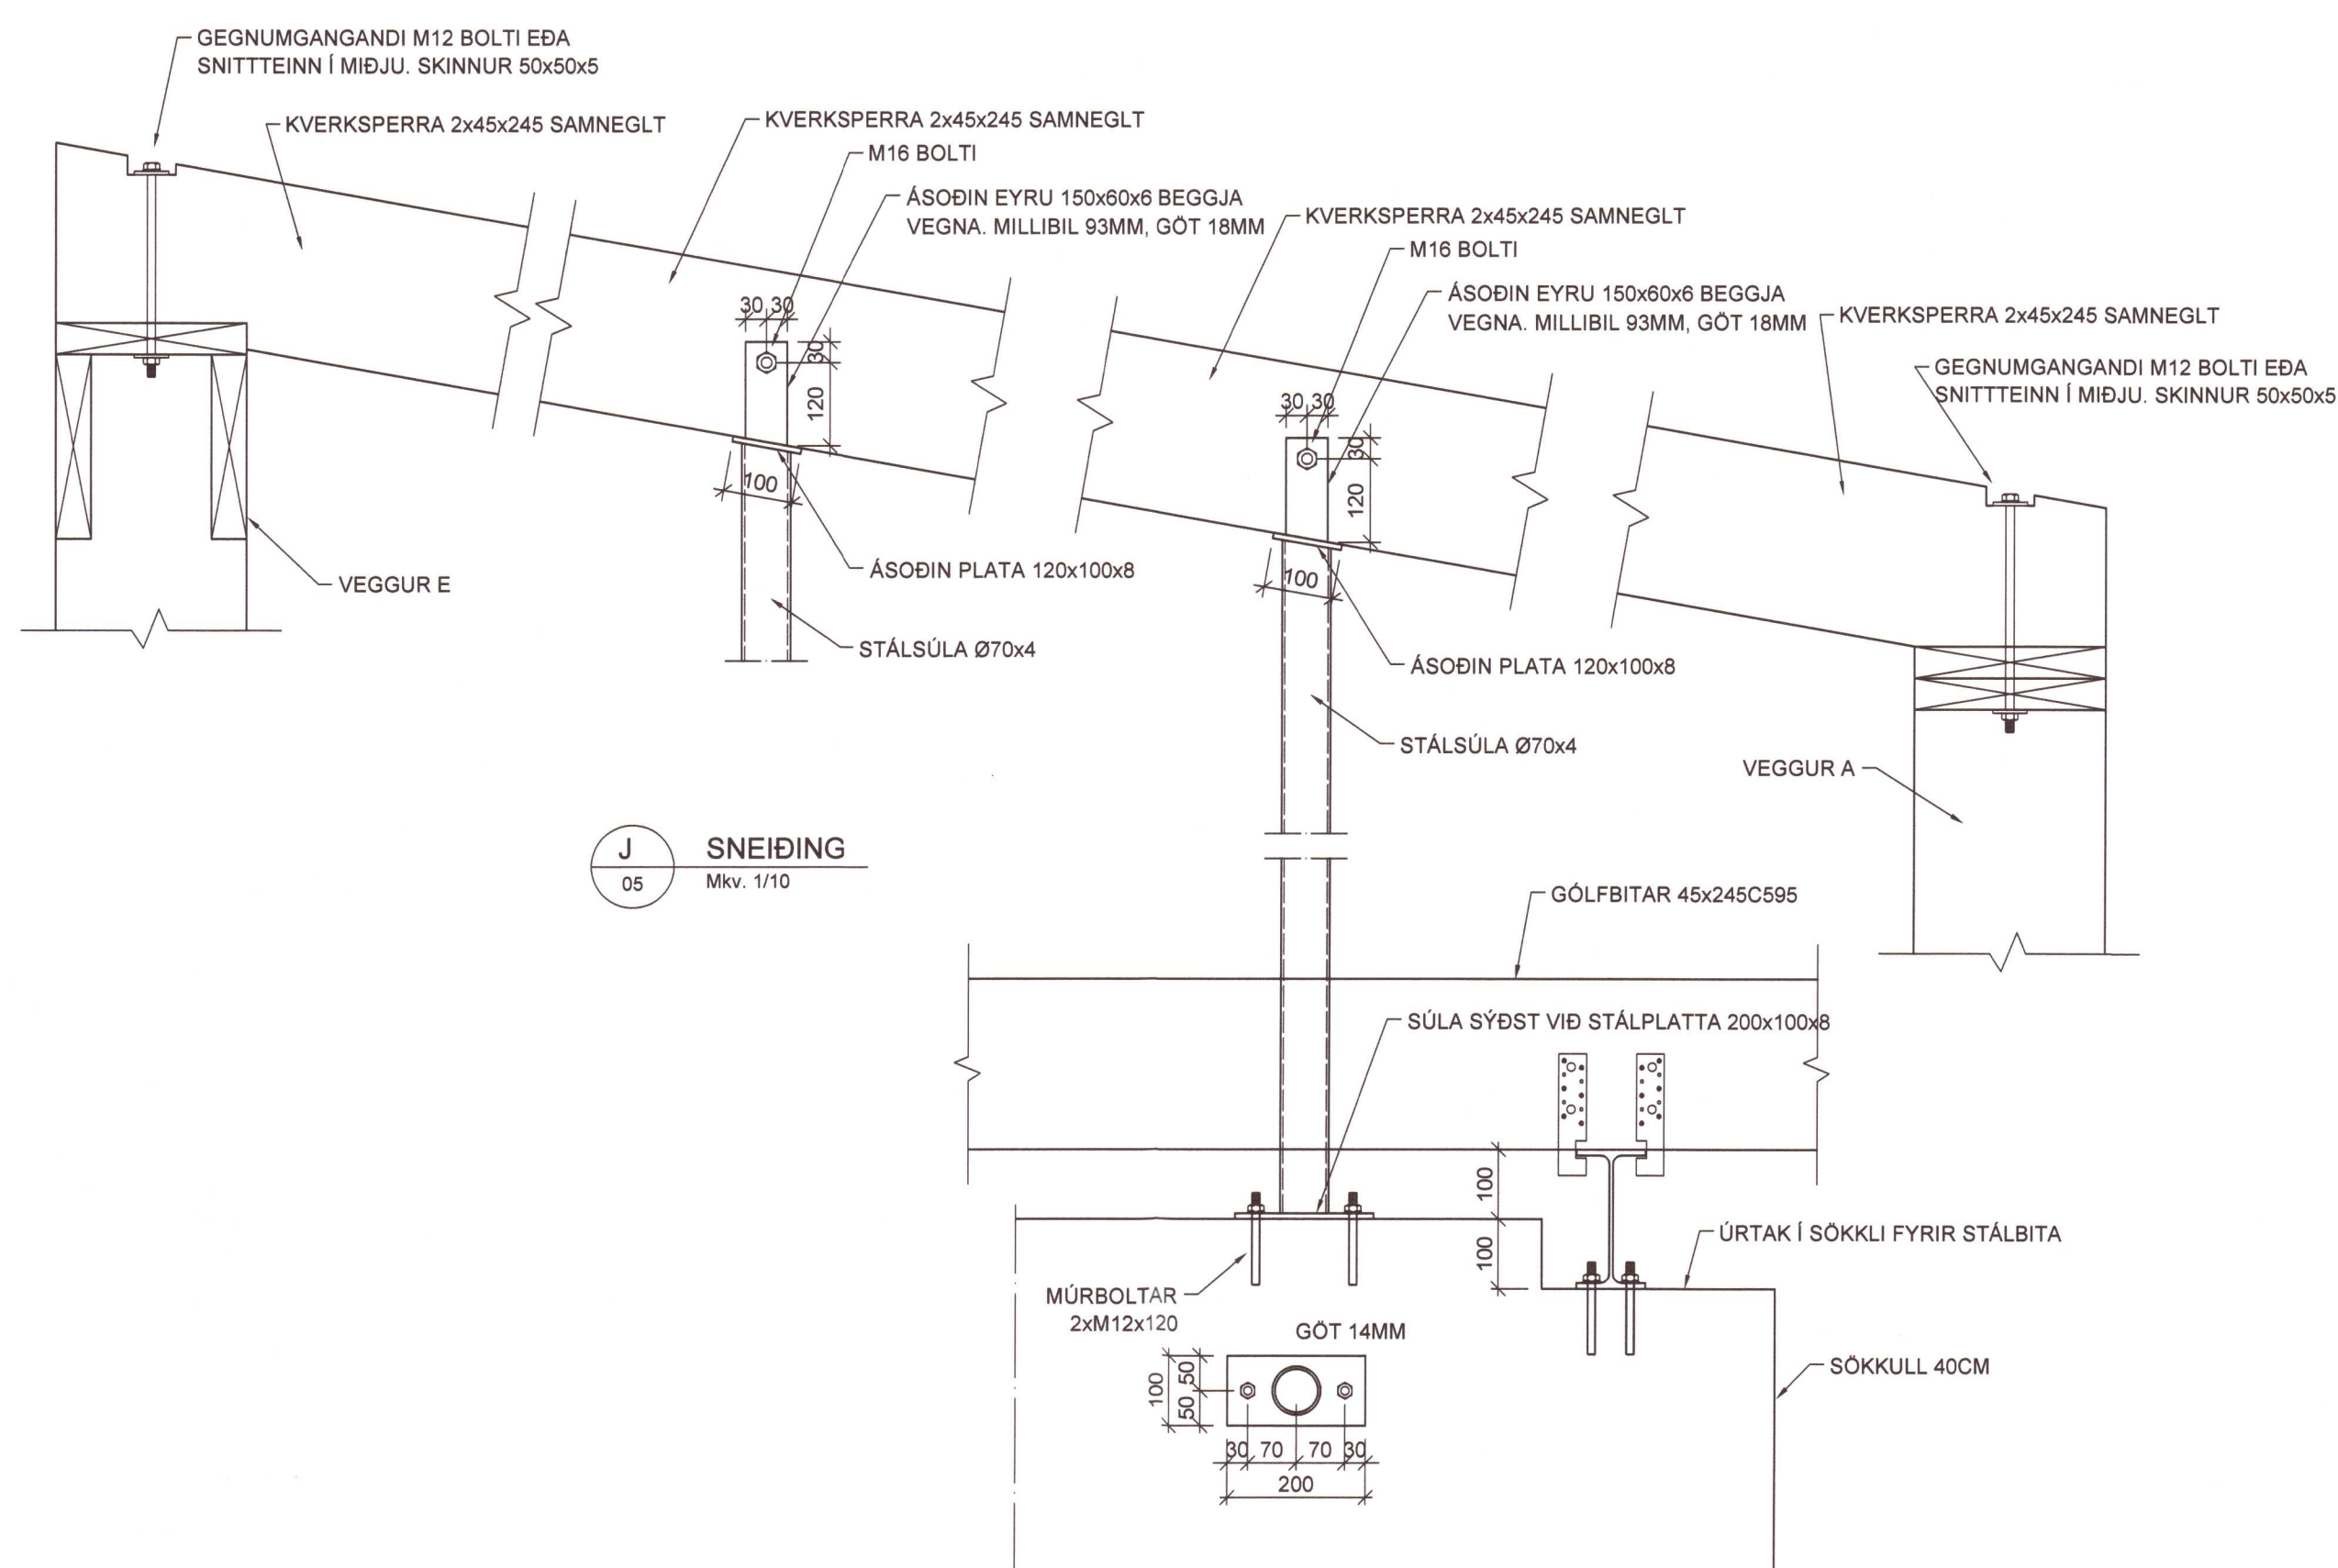 GEGNUMGANGANDI M12 BOLTI EÐA
SNITTTEINN Í MIÐJU. SKINNUR 50x50x5
KVERKSPERRA 2x45x245 SAMNEGLT
KVERKSPERRA 2x45x245 SAMNEGLT
M16 BOLTI
ÁSOÐIN EYRU 150x60x6 BEGGJA
VEGNA. MILLIBIL 93MM, GÖT 18MM
KVERKSPERRA 2x45x245 SAMNEGLT
M16 BOLTI
ÁSOÐIN EYRU 150x60x6 BEGGJA
VEGNA. MILLIBIL 93MM, GÖT 18MM
KVERKSPERRA 2x45x245 SAMNEGLT
GEGNUMGANGANDI M12 BOLTI EÐA
SNITTTEINN Í MIÐJU. SKINNUR 50x50x5
30 30
30
120
100
30 30
30
120
100
VEGGUR E
ÁSOÐIN PLATA 120x100x8
STÁLSÚLA Ø70x4
ÁSOÐIN PLATA 120x100x8
STÁLSÚLA Ø70x4
VEGGUR A
J
05
SNEIÐING
Mkv. 1/10
GÓLFBITAR 45x245C595
SÚLA SÝÐST VIÐ STÁLPLATTA 200x100x8
100
100
ÚRTAK Í SÖKKLI FYRIR STÁLBITA
MÚRBOLTAR
2xM12x120
GÖT 14MM
SÖKKULL 40CM
100
50
50
30 70 70 30
200